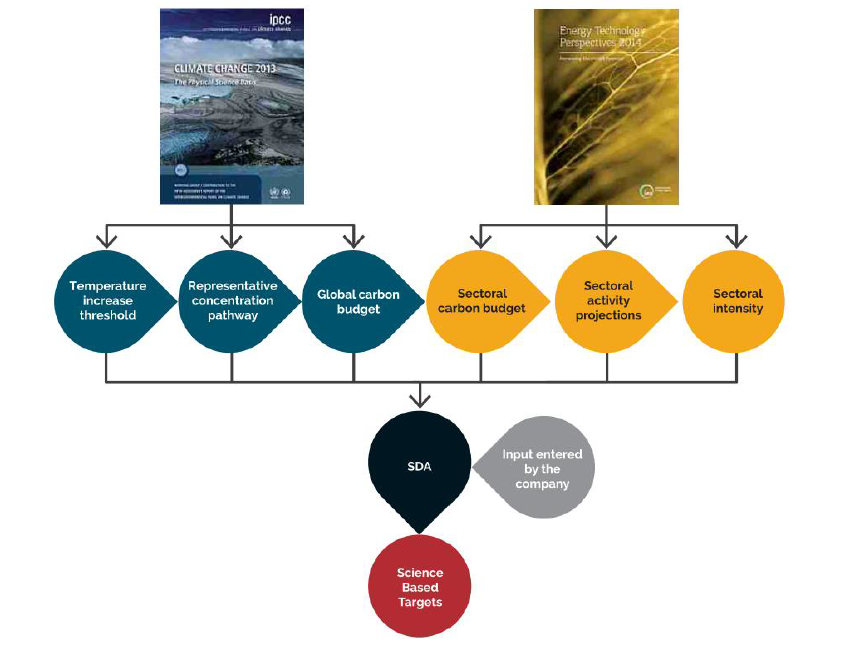 ipcc
CLIMATE CHANGE 2013
The Physical Science Basis
Energy Technology
Perspectives 2014
Temperature
increase
threshold
Representative
concentration
pathway
Global carbon
budget
Sectoral
carbon budget
Sectoral
activity
projections
Sectoral
intensity
SDA
Input entered
by the
company
Science
Based
Targets